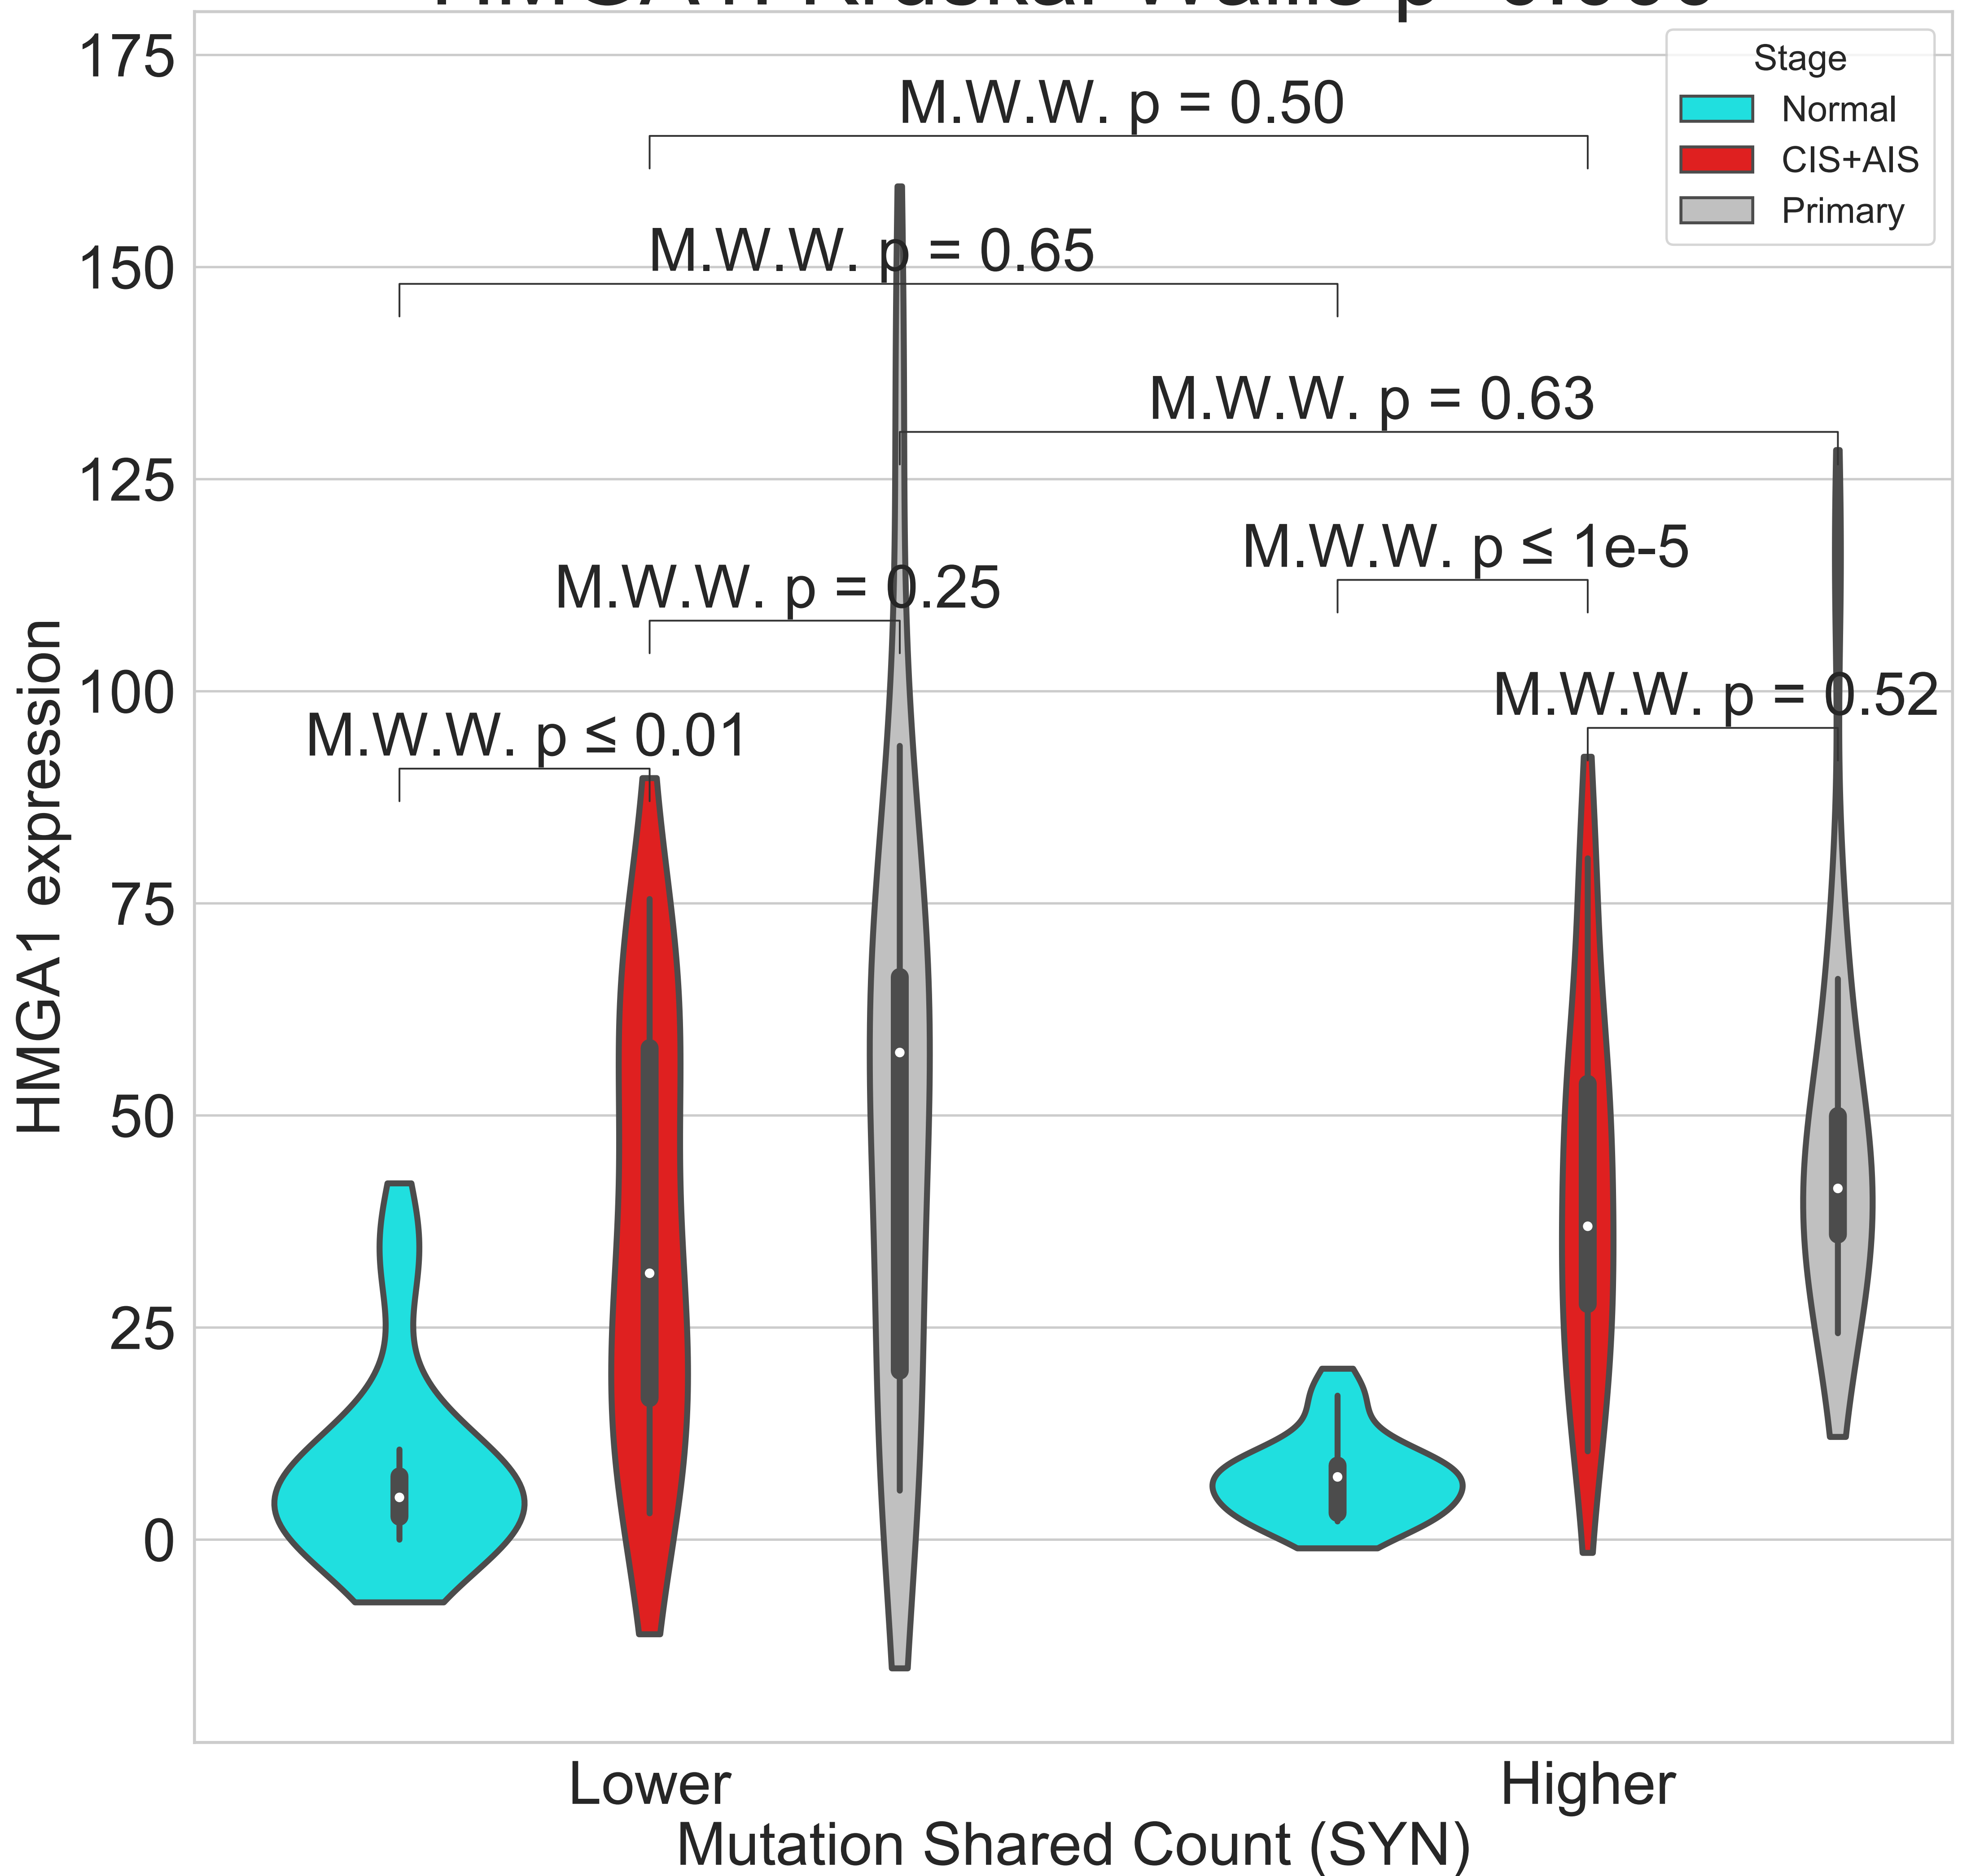 175
150
125
100
75
50
25
0
HMGA1 expression
Stage
Normal
CIS+AIS
Primary
M.W.W. p = 0.50
M.W.W. p = 0.65
M.W.W. p = 0.63
M.W.W. p ≤ 1e-5
M.W.W. p = 0.25
M.W.W. p = 0.52
M.W.W. p ≤ 0.01
Lower
Higher
Mutation Shared Count (SYN)